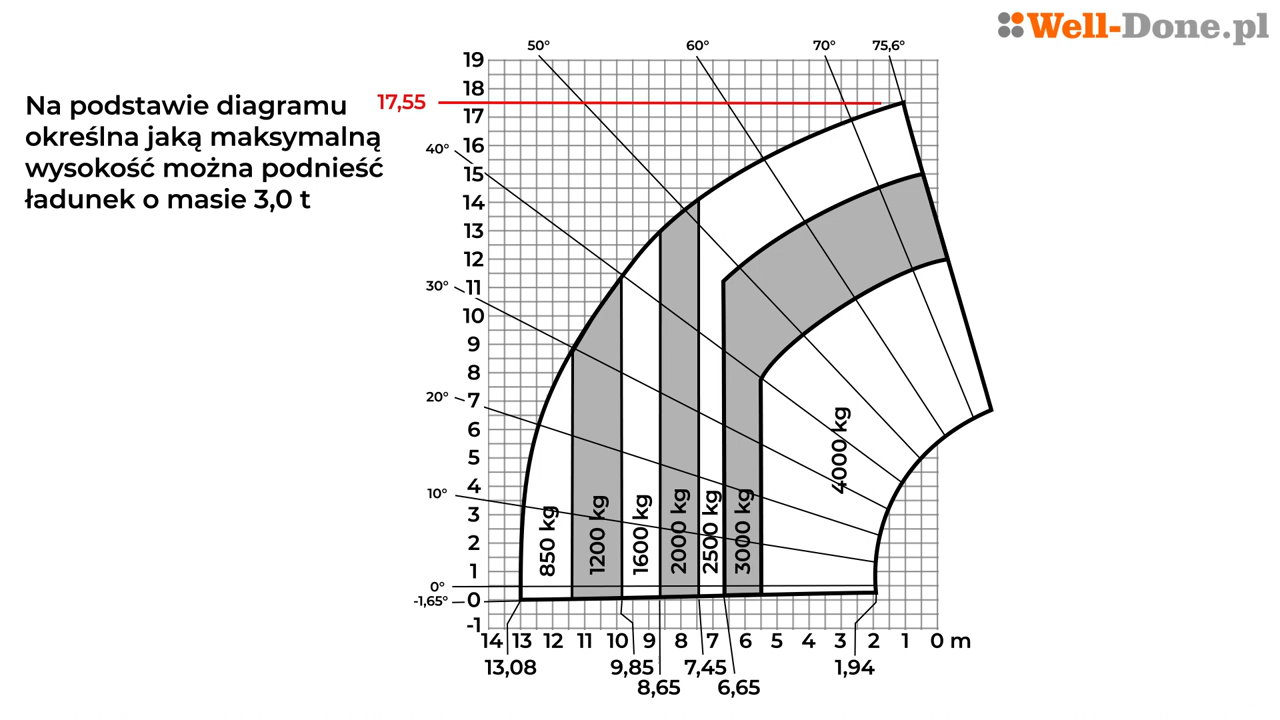 Well-Done.pl
Na podstawie diagramu
określna jaką maksymalną
wysokość można podnieść
ładunek o masie 3,0 t
50° 60° 70° 75,6°
19
18
17,55
17
16
40°
15
14
13
12
30°
11
10
9
8
20°
7
6
5
10°
4
3
2
1
0°
-1,65°
0
-1
850 kg
1200 kg
1600 kg
2000 kg
2500 kg
3000 kg
4000 kg
14 13 12 11 10 9 8 7 6 5 4 3 2 1 0 m
13,08 9,85 7,45 1,94
8,65 6,65